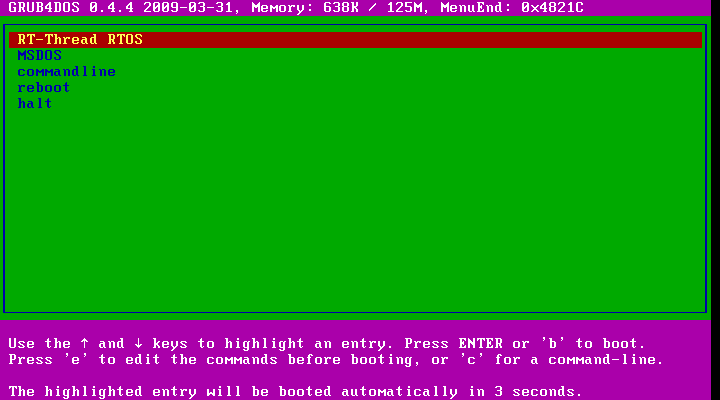 GRUB4DOS 0.4.4 2009-03-31, Memory: 638K / 125M, MenuEnd: 0x4821C
RT-Thread RTOS
MSDOS
commandline
reboot
halt
Use the ↑ and ↓ keys to highlight an entry. Press ENTER or 'b' to boot.
Press 'e' to edit the commands before booting, or 'c' for a command-line.
The highlighted entry will be booted automatically in 3 seconds.